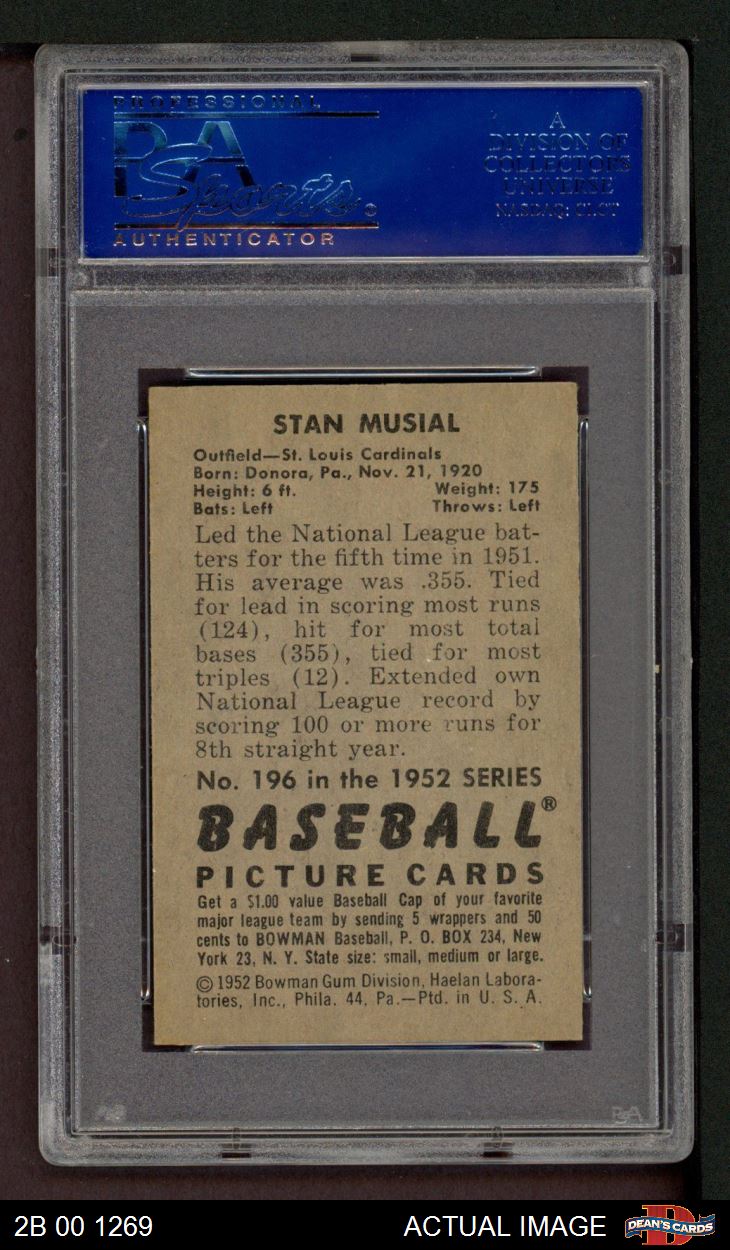 PROFESSIONAL
PSA
Sports
AUTHENTICATOR
A
DIVISION OF
COLLECTORS
UNIVERSE
NASDAQ: CLCT
STAN MUSIAL
Outfield—St. Louis Cardinals
Born: Donora, Pa., Nov. 21, 1920
Height: 6 ft. Weight: 175
Bats: Left Throws: Left
Led the National League bat-
ters for the fifth time in 1951.
His average was .355. Tied
for lead in scoring most runs
(124), hit for most total
bases (355), tied for most
triples (12). Extended own
National League record by
scoring 100 or more runs for
8th straight year.
No. 196 in the 1952 SERIES
BASEBALL®
PICTURE CARDS
Get a $1.00 value Baseball Cap of your favorite
major league team by sending 5 wrappers and 50
cents to BOWMAN Baseball, P. O. BOX 234, New
York 23, N. Y. State size: small, medium or large.
© 1952 Bowman Gum Division, Haelan Labora-
tories, Inc., Phila. 44, Pa.—Ptd. in U. S. A.
PSA
2B 00 1269
ACTUAL IMAGE
DEAN'S CARDS